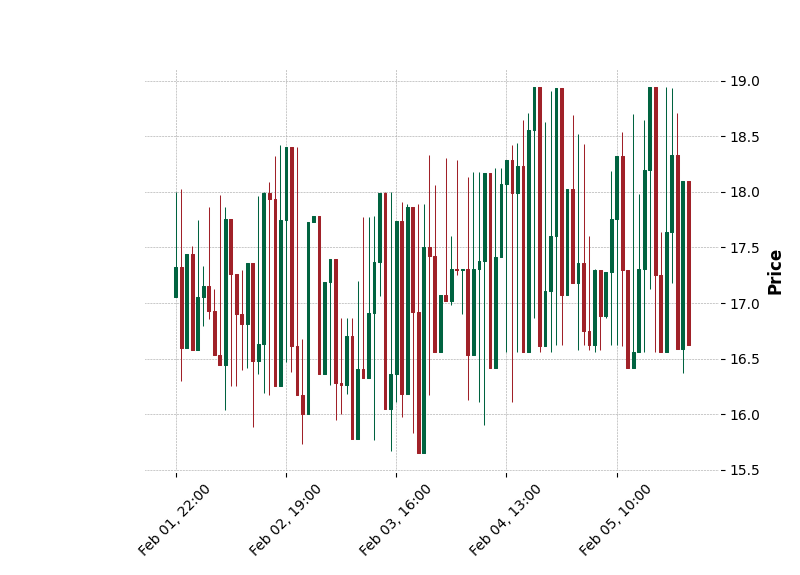 19.0
18.5
18.0
17.5
17.0
16.5
16.0
15.5
Price
Feb 01, 22:00
Feb 02, 19:00
Feb 03, 16:00
Feb 04, 13:00
Feb 05, 10:00